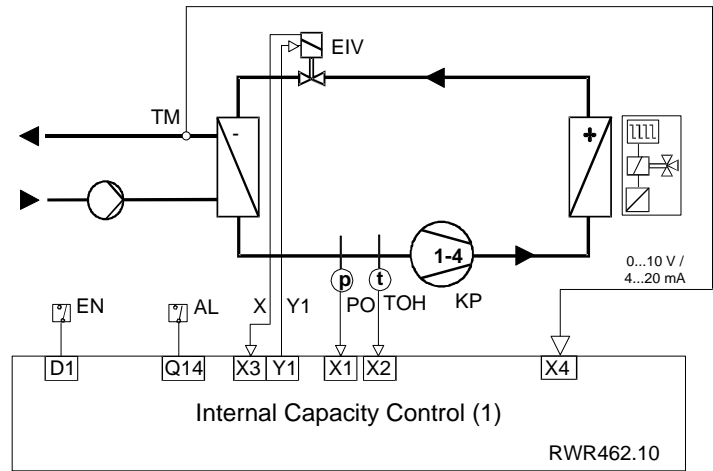 EIV
TM
-
+
1-4
p
t
0...10 V /
4...20 mA
EN
AL
X
Y1
PO
TOH
KP
D1
Q14
X3
Y1
X1
X2
X4
Internal Capacity Control (1)
RWR462.10